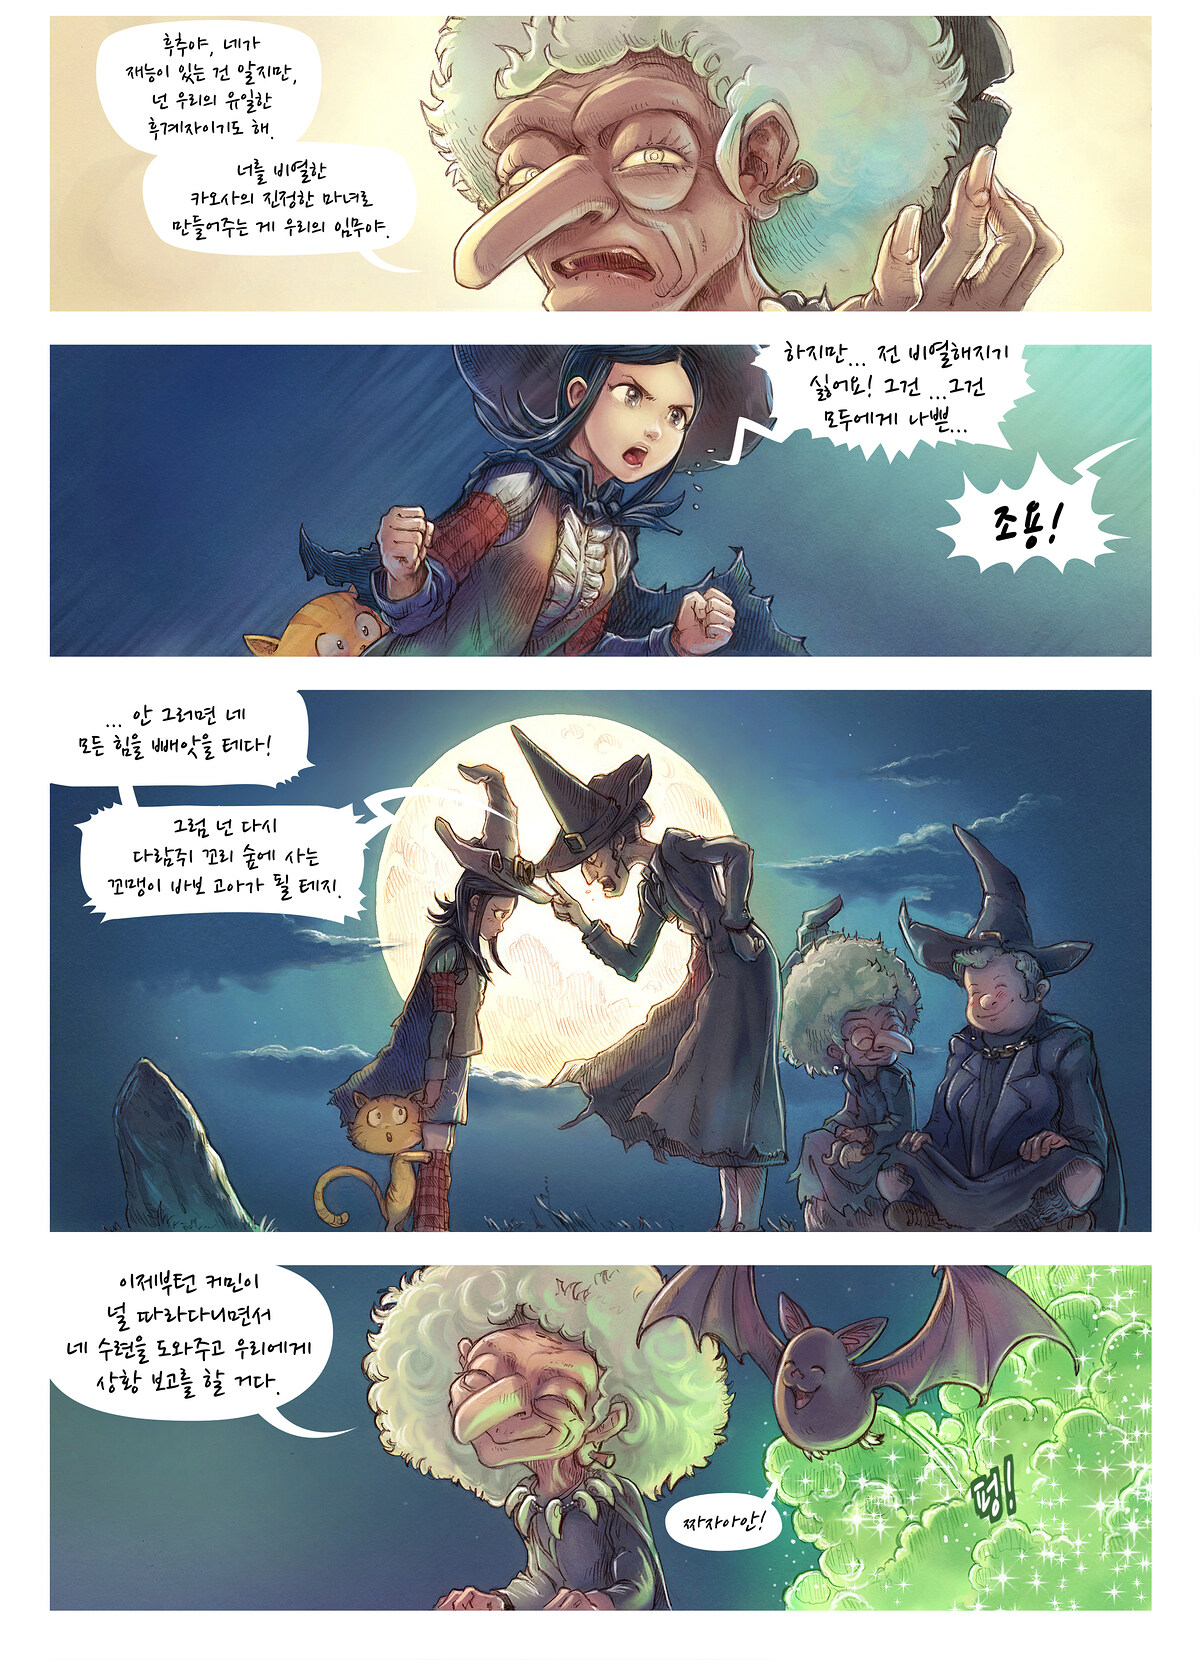 후추야, 네가
재능이 있는 건 알지만,
넌 우리의 유일한
후계자이기도 해.
너를 비열한
카오사의 진정한 마녀로
만들어주는 게 우리의 임무야.
하지만... 전 비열해지기
싫어요! 그건 ...그건
모두에게 나쁜...
조용!
... 안 그러면 네
모든 힘을 빼앗을 테다!
그럼 넌 다시
다람쥐 꼬리 숲에 사는
꼬맹이 바보 고아가 될 테지.
이제부턴 커민이
널 따라다니면서
네 수련을 도와주고 우리에게
상황 보고를 할 거다.
짜자아안!
펑!